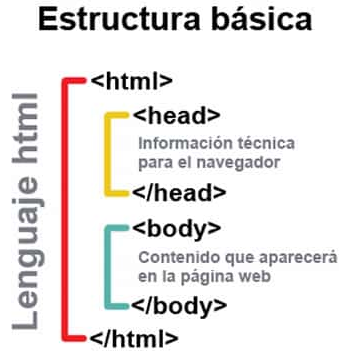 Estructura básica
Lenguaje html
<html>
<head>
Información técnica
para el navegador
</head>
<body>
Contenido que aparecerá
en la página web
</body>
</html>